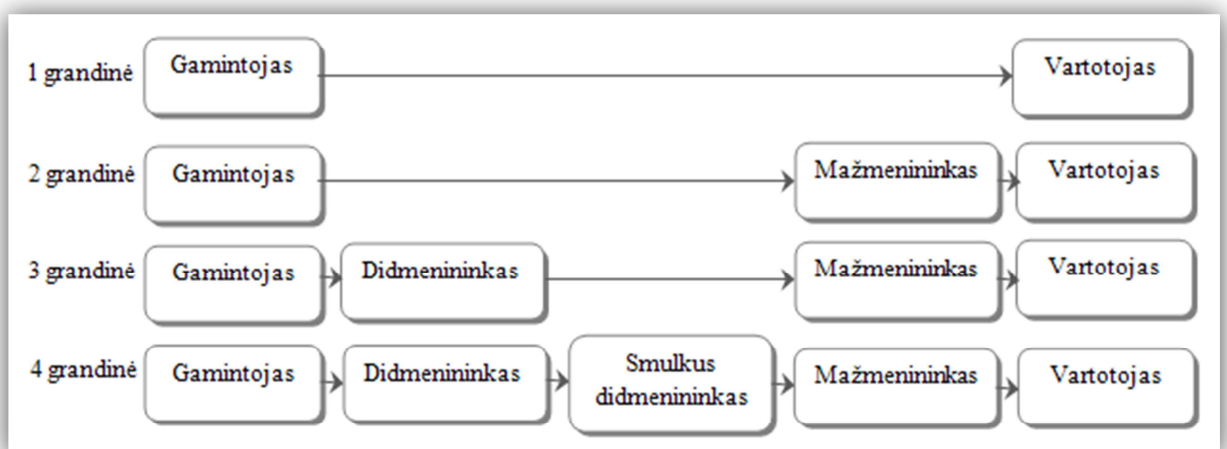 1 grandinė Gamintojas Vartotojas
2 grandinė Gamintojas Mažmenininkas Vartotojas
3 grandinė Gamintojas Didmenininkas Mažmenininkas Vartotojas
4 grandinė Gamintojas Didmenininkas Smulkus didmenininkas Mažmenininkas Vartotojas